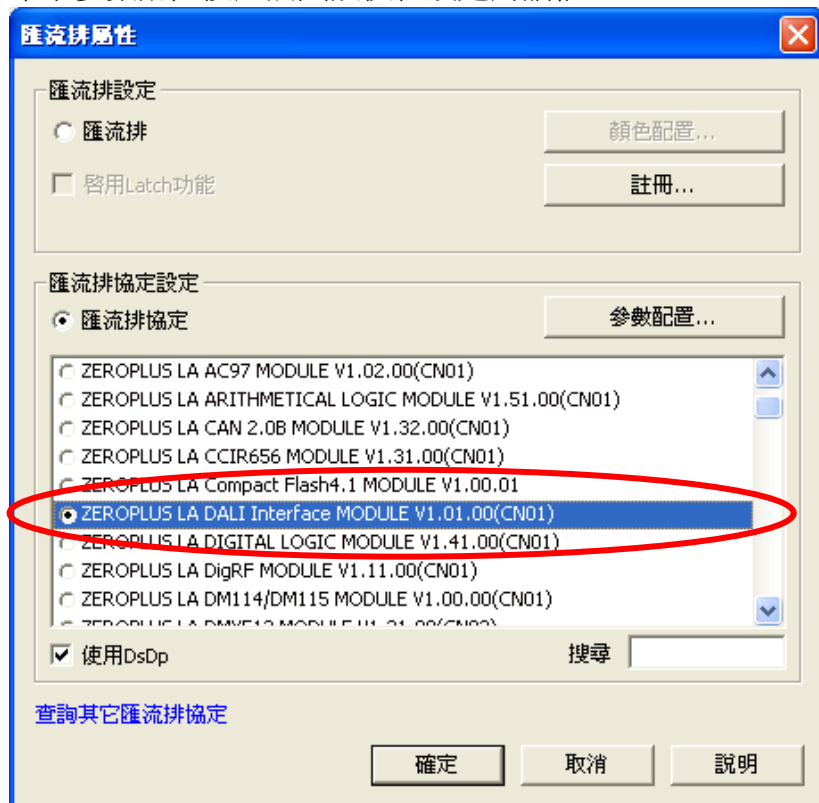 匯流排屬性
匯流排設定
匯流排
顏色配置...
啓用Latch功能
註冊...
匯流排協定設定
匯流排協定
參數配置...
ZEROPLUS LA AC97 MODULE V1.02.00(CN01)
ZEROPLUS LA ARITHMETICAL LOGIC MODULE V1.51.00(CN01)
ZEROPLUS LA CAN 2.0B MODULE V1.32.00(CN01)
ZEROPLUS LA CCIR656 MODULE V1.31.00(CN01)
ZEROPLUS LA Compact Flash4.1 MODULE V1.00.01
ZEROPLUS LA DALI Interface MODULE V1.01.00(CN01)
ZEROPLUS LA DIGITAL LOGIC MODULE V1.41.00(CN01)
ZEROPLUS LA DigRF MODULE V1.11.00(CN01)
ZEROPLUS LA DM114/DM115 MODULE V1.00.00(CN01)
使用DsDp
搜尋
查詢其它匯流排協定
確定
取消
說明